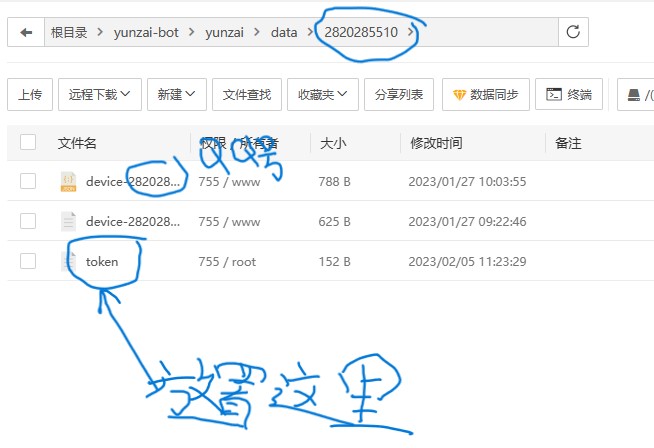 根目录 > yunzai-bot > yunzai > data > 2820285510 >
上传 远程下载 新建 文件查找 收藏夹 分享列表 数据同步 终端 /(
文件名 权限 / 所有者 大小 修改时间 备注
QQ号
device-282028... 755 / www 788 B 2023/01/27 10:03:55
device-282028... 755 / www 625 B 2023/01/27 09:22:46
token 755 / root 152 B 2023/02/05 11:23:29
放置这里